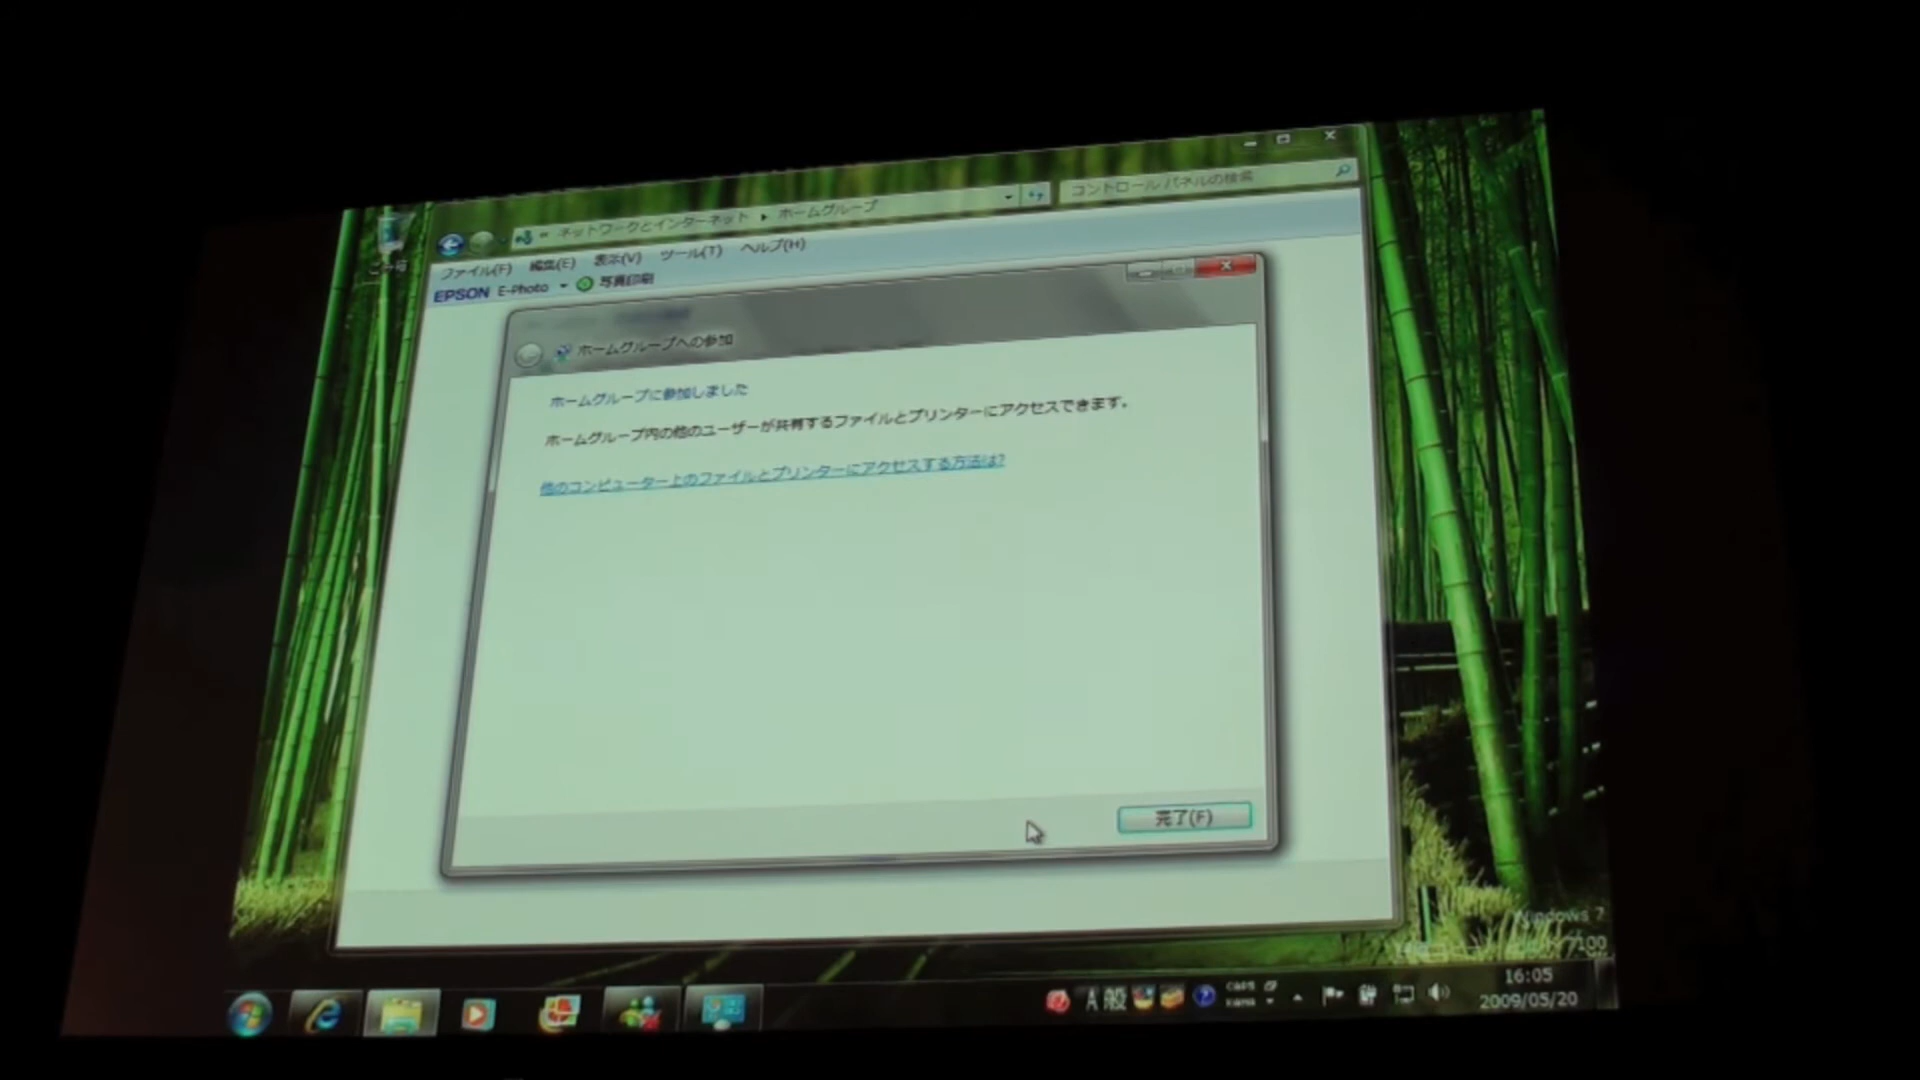 コントロール パネルの検索
ネットワークとインターネット ▸ ホームグループ
ファイル(F) 編集(E) 表示(V) ツール(T) ヘルプ(H)
EPSON E-Photo 写真印刷
ごみ箱
ホームグループへの参加
ホームグループに参加しました
ホームグループ内の他のユーザーが共有するファイルとプリンターにアクセスできます。
他のコンピューター上のファイルとプリンターにアクセスする方法は?
完了(F)
Windows 7
7100
A 般
CAPS
KANA
16:05
2009/05/20